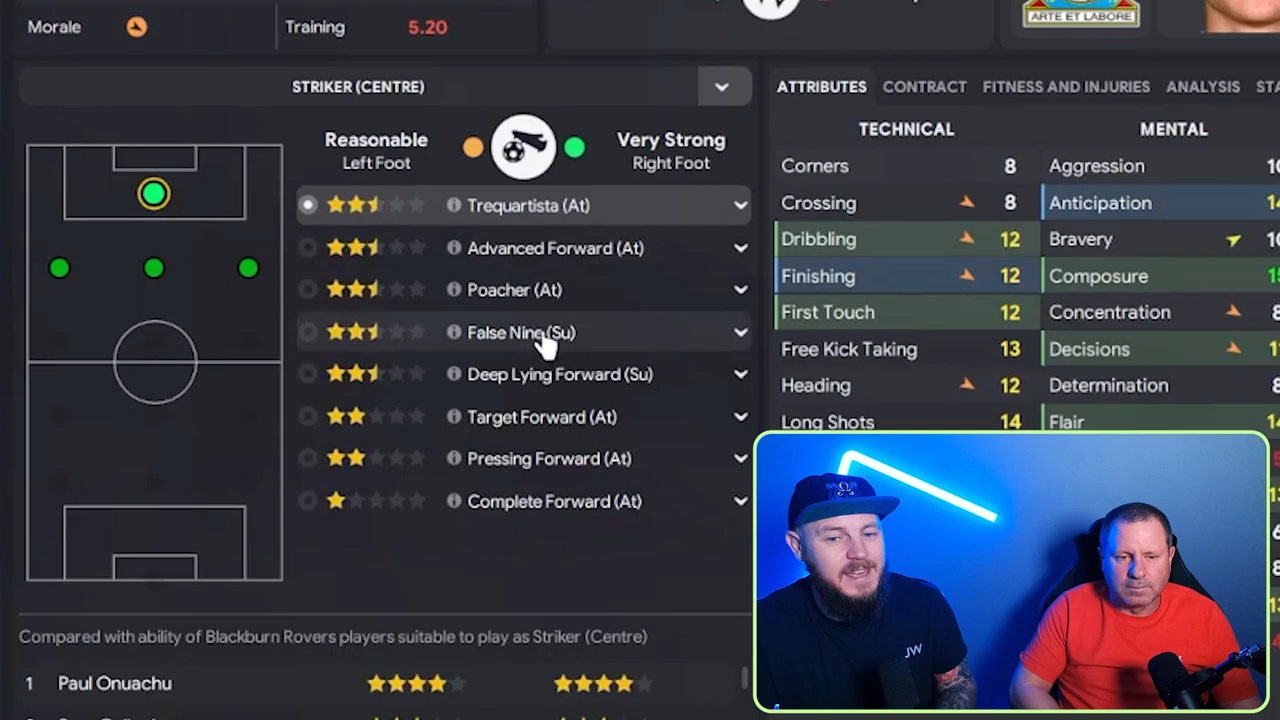 Morale
Training 5.20
ARTE ET LABORE
STRIKER (CENTRE)
Reasonable
Left Foot
Very Strong
Right Foot
Trequartista (At)
Advanced Forward (At)
Poacher (At)
False Nine (Su)
Deep Lying Forward (Su)
Target Forward (At)
Pressing Forward (At)
Complete Forward (At)
Compared with ability of Blackburn Rovers players suitable to play as Striker (Centre)
1 Paul Onuachu
ATTRIBUTES CONTRACT FITNESS AND INJURIES ANALYSIS
TECHNICAL
Corners 8
Crossing 8
Dribbling 12
Finishing 12
First Touch 12
Free Kick Taking 13
Heading 12
Long Shots 14
MENTAL
Aggression
Anticipation
Bravery
Composure
Concentration
Decisions
Determination
Flair
JW